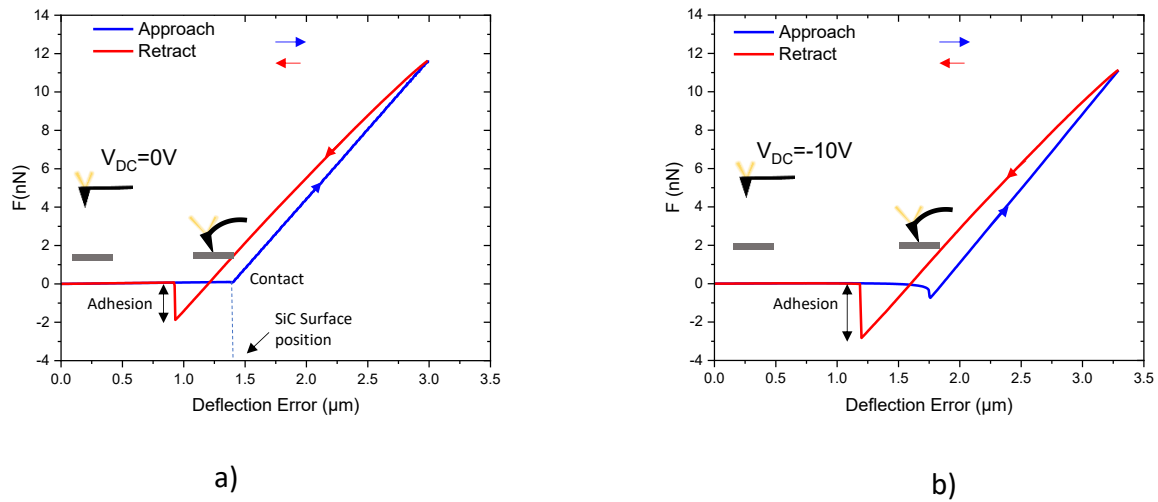 Approach
Retract
14
12
10
8
6
4
2
0
-2
-4
F(nN)
V_DC=0V
Contact
Adhesion
SiC Surface
position
0.0 0.5 1.0 1.5 2.0 2.5 3.0 3.5
Deflection Error (μm)
a)
Approach
Retract
14
12
10
8
6
4
2
0
-2
-4
F (nN)
V_DC=-10V
Adhesion
0.0 0.5 1.0 1.5 2.0 2.5 3.0 3.5
Deflection Error (μm)
b)